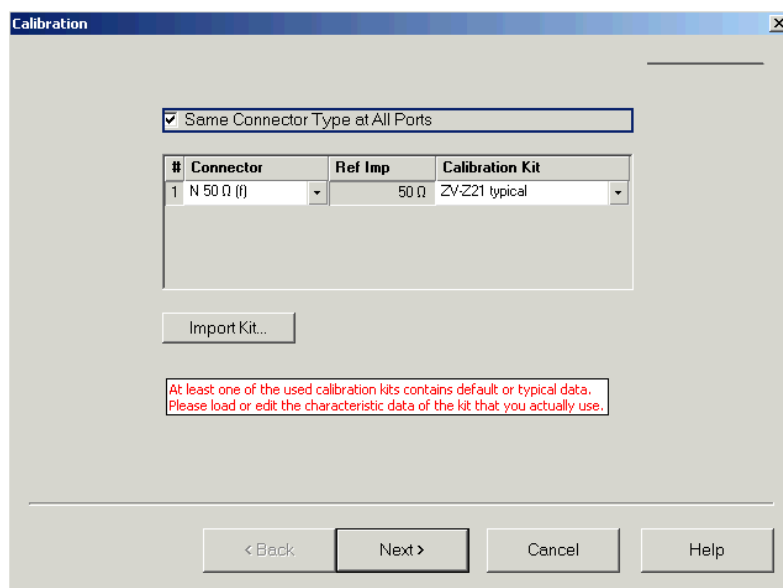 Calibration
Same Connector Type at All Ports
# Connector Ref Imp Calibration Kit
1 N 50 Ω (f) 50 Ω ZV-Z21 typical
Import Kit...
At least one of the used calibration kits contains default or typical data.
Please load or edit the characteristic data of the kit that you actually use.
< Back Next > Cancel Help